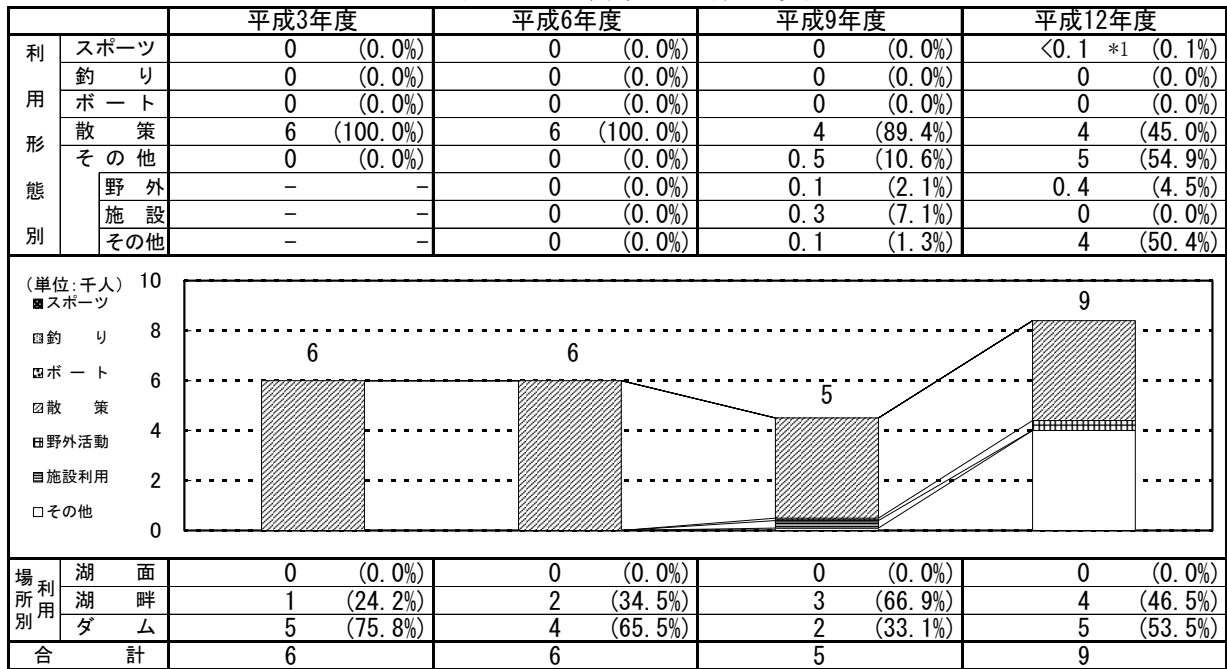 平成3年度 平成6年度 平成9年度 平成12年度
利用形態別
スポーツ 0 (0.0%) 0 (0.0%) 0 (0.0%) <0.1 *1 (0.1%)
釣り 0 (0.0%) 0 (0.0%) 0 (0.0%) 0 (0.0%)
ボート 0 (0.0%) 0 (0.0%) 0 (0.0%) 0 (0.0%)
散策 6 (100.0%) 6 (100.0%) 4 (89.4%) 4 (45.0%)
その他 0 (0.0%) 0 (0.0%) 0.5 (10.6%) 5 (54.9%)
野外 − − 0 (0.0%) 0.1 (2.1%) 0.4 (4.5%)
施設 − − 0 (0.0%) 0.3 (7.1%) 0 (0.0%)
その他 − − 0 (0.0%) 0.1 (1.3%) 4 (50.4%)
(単位:千人)
スポーツ
釣り
ボート
散策
野外活動
施設利用
その他
10
8
6
4
2
0
6 6 5 9
場所別利用
湖面 0 (0.0%) 0 (0.0%) 0 (0.0%) 0 (0.0%)
湖畔 1 (24.2%) 2 (34.5%) 3 (66.9%) 4 (46.5%)
ダム 5 (75.8%) 4 (65.5%) 2 (33.1%) 5 (53.5%)
合計 6 6 5 9